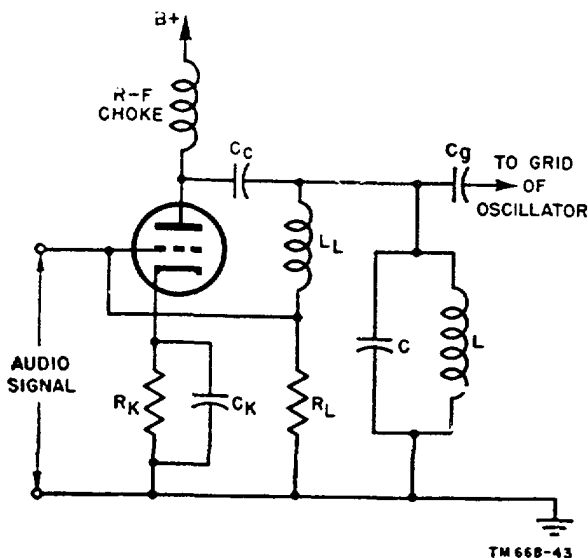 B+
R-F
CHOKE
Cc
Cg
TO GRID
OF
OSCILLATOR
LL
AUDIO
SIGNAL
RK
CK
RL
C
L
TM 668-43